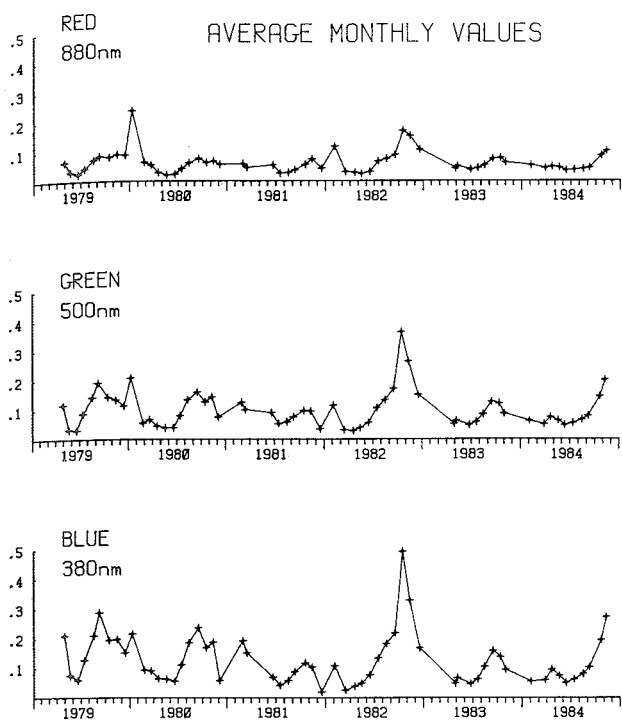 AVERAGE MONTHLY VALUES
RED
880nm
.5
.4
.3
.2
.1
1979 1980 1981 1982 1983 1984
GREEN
500nm
.5
.4
.3
.2
.1
1979 1980 1981 1982 1983 1984
BLUE
380nm
.5
.4
.3
.2
.1
1979 1980 1981 1982 1983 1984